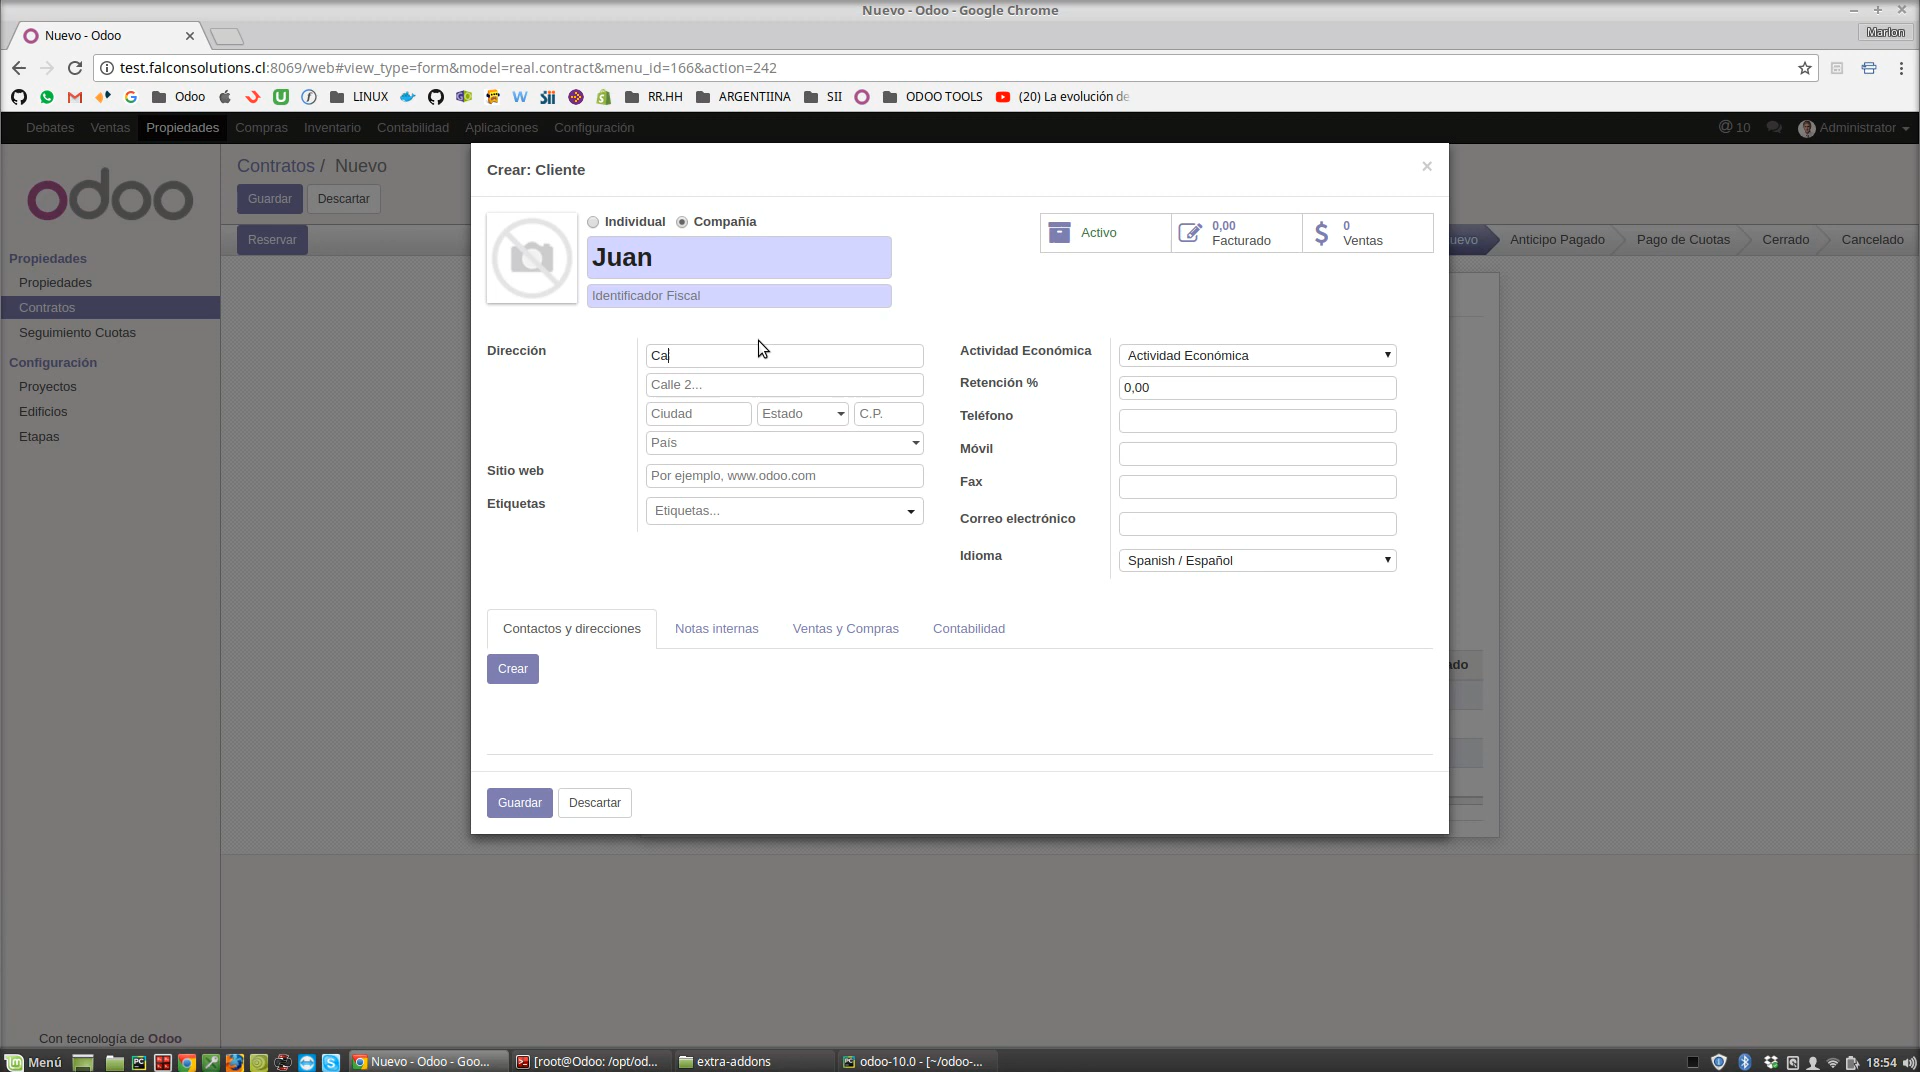 Nuevo - Odoo - Google Chrome
Nuevo - Odoo
Marlon
test.falconsolutions.cl:8069/web#view_type=form&model=real.contract&menu_id=166&action=242
Odoo LINUX RR.HH ARGENTIINA SII ODOO TOOLS (20) La evolución de
Debates Ventas Propiedades Compras Inventario Contabilidad Aplicaciones Configuración @ 10 Administrator
odoo
Contratos / Nuevo
Guardar Descartar
Reservar
uevo Anticipo Pagado Pago de Cuotas Cerrado Cancelado
Propiedades
Propiedades
Contratos
Seguimiento Cuotas
Configuración
Proyectos
Edificios
Etapas
Con tecnología de Odoo
Crear: Cliente ×
Individual Compañía
Juan
Identificador Fiscal
Activo
0,00 Facturado
$ 0 Ventas
Dirección Ca
Calle 2...
Ciudad Estado C.P.
País
Sitio web Por ejemplo, www.odoo.com
Etiquetas Etiquetas...
Actividad Económica Actividad Económica
Retención % 0,00
Teléfono
Móvil
Fax
Correo electrónico
Idioma Spanish / Español
Contactos y direcciones Notas internas Ventas y Compras Contabilidad
Crear
ado
Guardar Descartar
Menú Nuevo - Odoo - Goo... [root@Odoo: /opt/od... extra-addons odoo-10.0 - [~/odoo-... 18:54